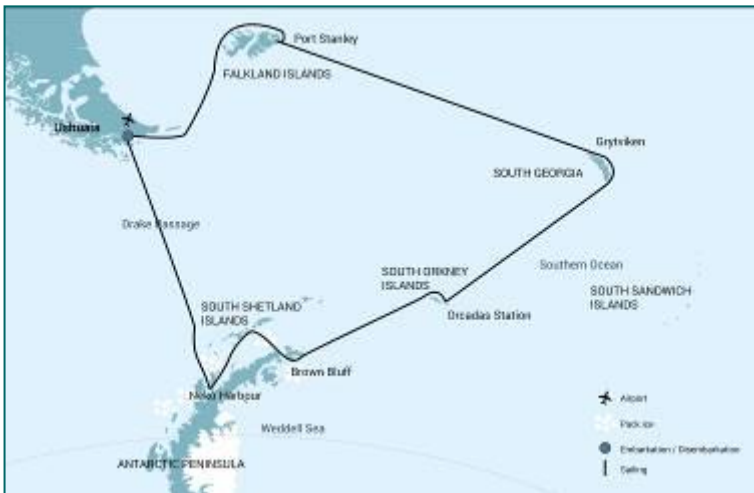 Port Stanley
FALKLAND ISLANDS
Ushuaia
Grytviken
SOUTH GEORGIA
Drake Passage
Southern Ocean
SOUTH ORKNEY
ISLANDS
SOUTH SANDWICH
ISLANDS
SOUTH SHETLAND
ISLANDS
Orcadas Station
Brown Bluff
Neko Harbour
Weddell Sea
ANTARCTIC PENINSULA
Airport
Pack ice
Embarkation / Disembarkation
Sailing